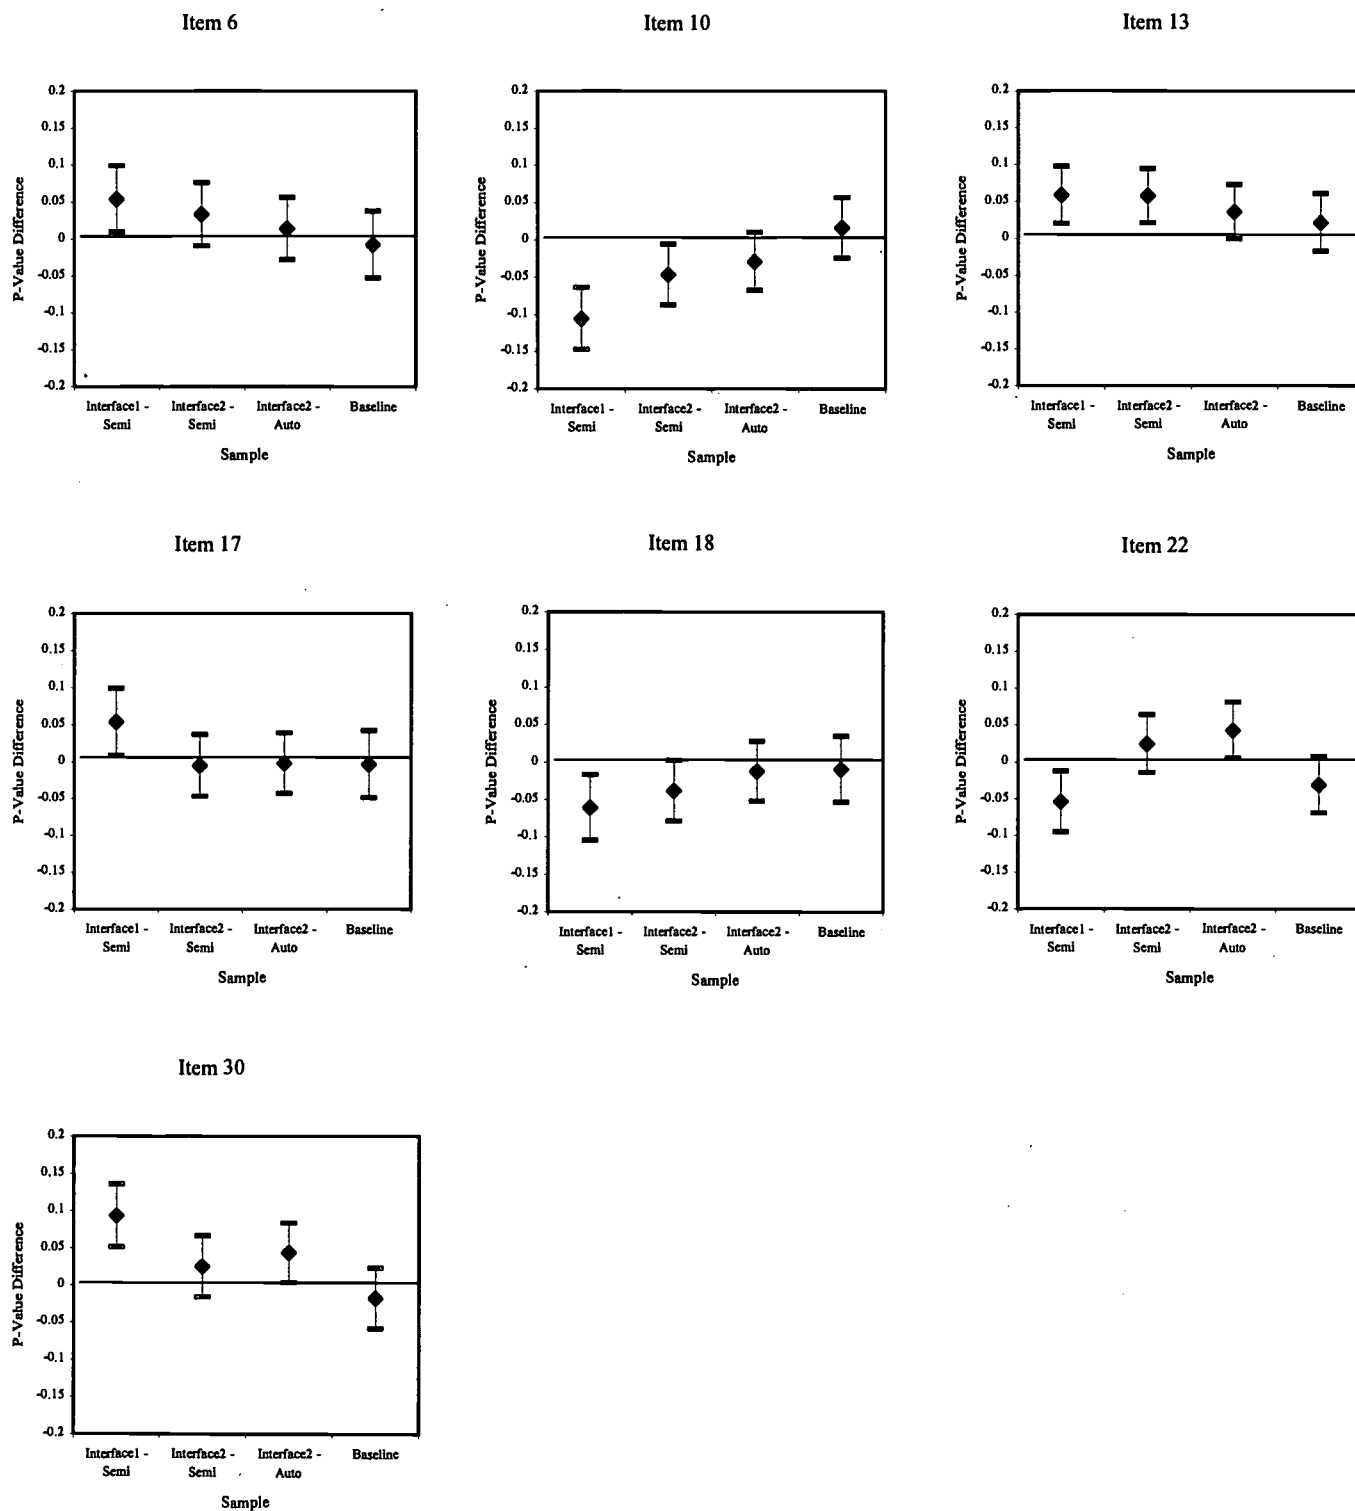 Item 6
0.2
0.15
0.1
0.05
0
-0.05
-0.1
-0.15
-0.2
P-Value Difference
Interface1 - Interface2 - Interface2 - Baseline
Semi Semi Auto
Sample
Item 10
0.2
0.15
0.1
0.05
0
-0.05
-0.1
-0.15
-0.2
P-Value Difference
Interface1 - Interface2 - Interface2 - Baseline
Semi Semi Auto
Sample
Item 13
0.2
0.15
0.1
0.05
0
-0.05
-0.1
-0.15
-0.2
P-Value Difference
Interface1 - Interface2 - Interface2 - Baseline
Semi Semi Auto
Sample
Item 17
0.2
0.15
0.1
0.05
0
-0.05
-0.1
-0.15
-0.2
P-Value Difference
Interface1 - Interface2 - Interface2 - Baseline
Semi Semi Auto
Sample
Item 18
0.2
0.15
0.1
0.05
0
-0.05
-0.1
-0.15
-0.2
P-Value Difference
Interface1 - Interface2 - Interface2 - Baseline
Semi Semi Auto
Sample
Item 22
0.2
0.15
0.1
0.05
0
-0.05
-0.1
-0.15
-0.2
P-Value Difference
Interface1 - Interface2 - Interface2 - Baseline
Semi Semi Auto
Sample
Item 30
0.2
0.15
0.1
0.05
0
-0.05
-0.1
-0.15
-0.2
P-Value Difference
Interface1 - Interface2 - Interface2 - Baseline
Semi Semi Auto
Sample